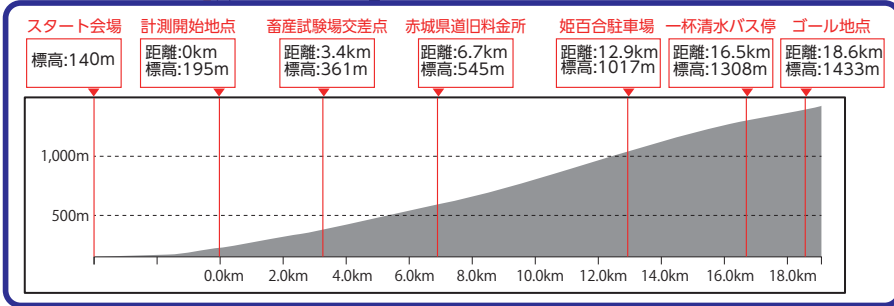 スタート会場
標高:140m
計測開始地点
距離:0km
標高:195m
畜産試験場交差点
距離:3.4km
標高:361m
赤城県道旧料金所
距離:6.7km
標高:545m
姫百合駐車場
距離:12.9km
標高:1017m
一杯清水バス停
距離:16.5km
標高:1308m
ゴール地点
距離:18.6km
標高:1433m
1,000m
500m
0.0km 2.0km 4.0km 6.0km 8.0km 10.0km 12.0km 14.0km 16.0km 18.0km